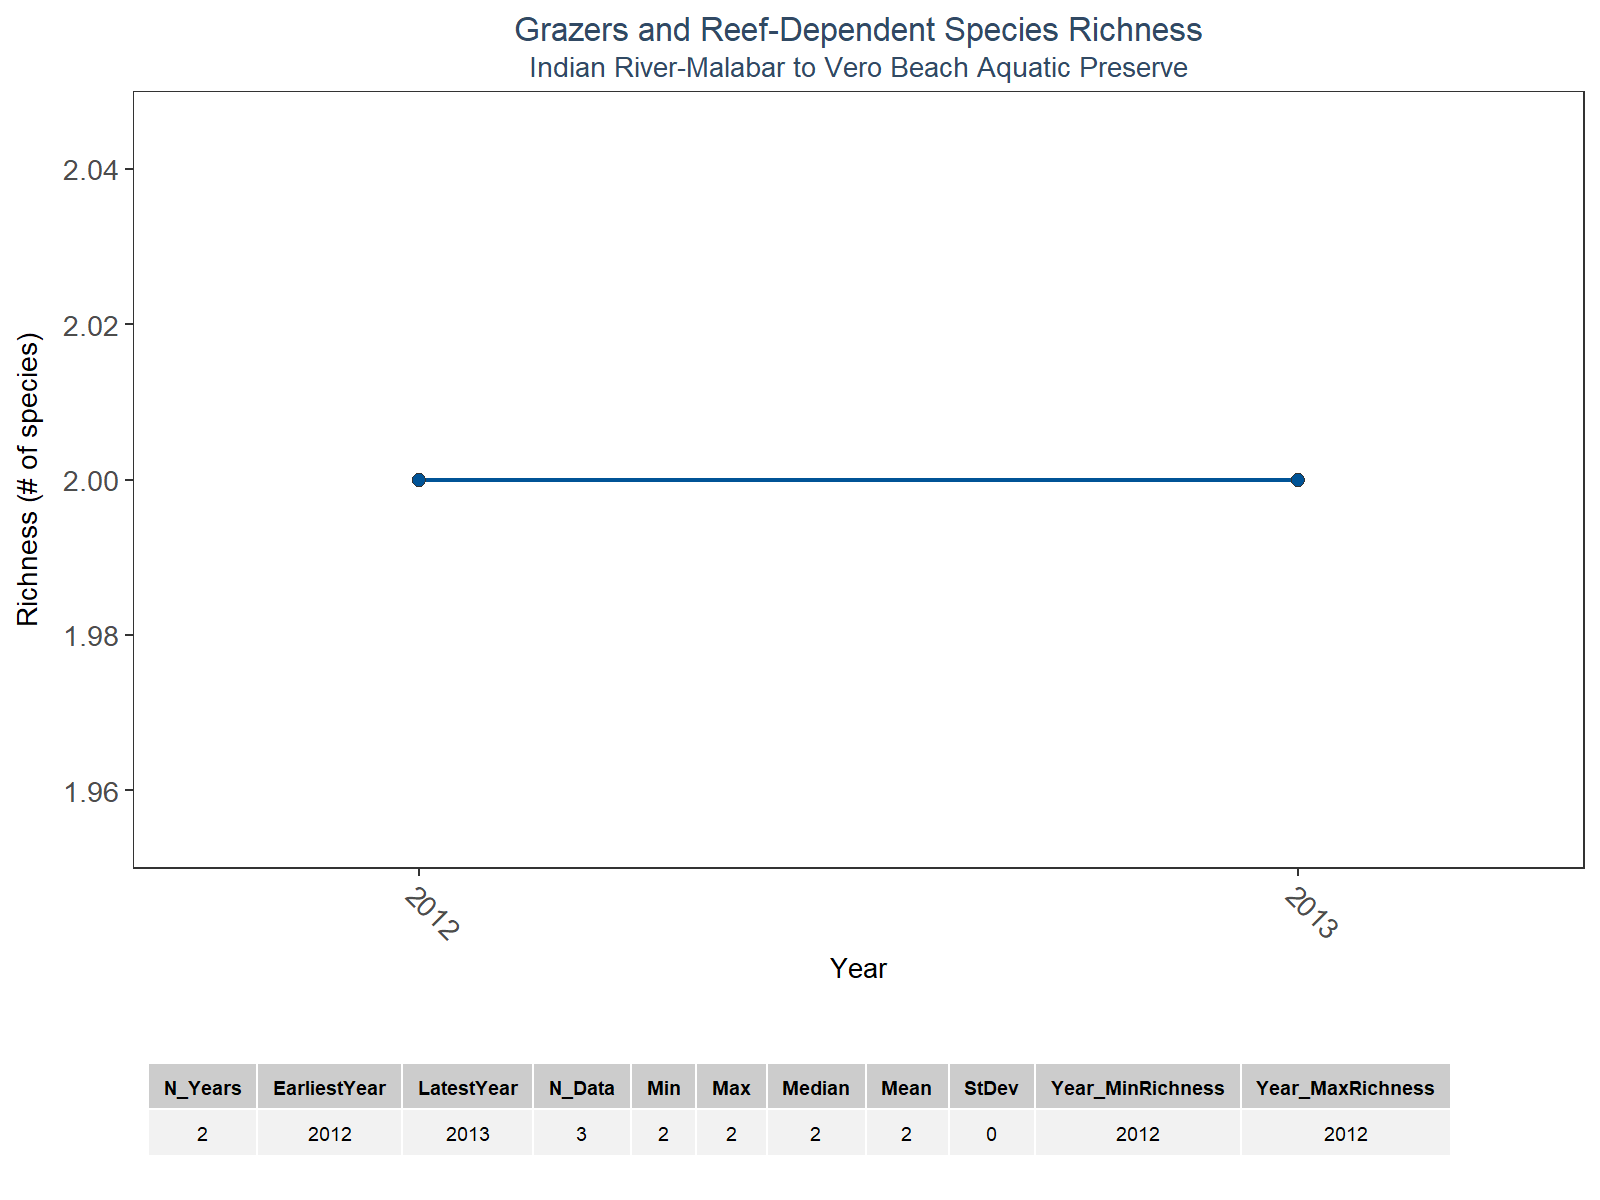 Grazers and Reef-Dependent Species Richness
Indian River-Malabar to Vero Beach Aquatic Preserve
Richness (# of species)
2.04
2.02
2.00
1.98
1.96
2012 2013
Year
N_Years EarliestYear LatestYear N_Data Min Max Median Mean StDev Year_MinRichness Year_MaxRichness
2 2012 2013 3 2 2 2 2 0 2012 2012